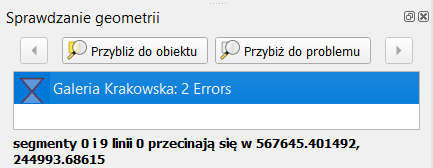 Sprawdzanie geometrii
Przybliż do obiektu
Przybiż do problemu
Galeria Krakowska: 2 Errors
segmenty 0 i 9 linii 0 przecinają się w 567645.401492,
244993.68615